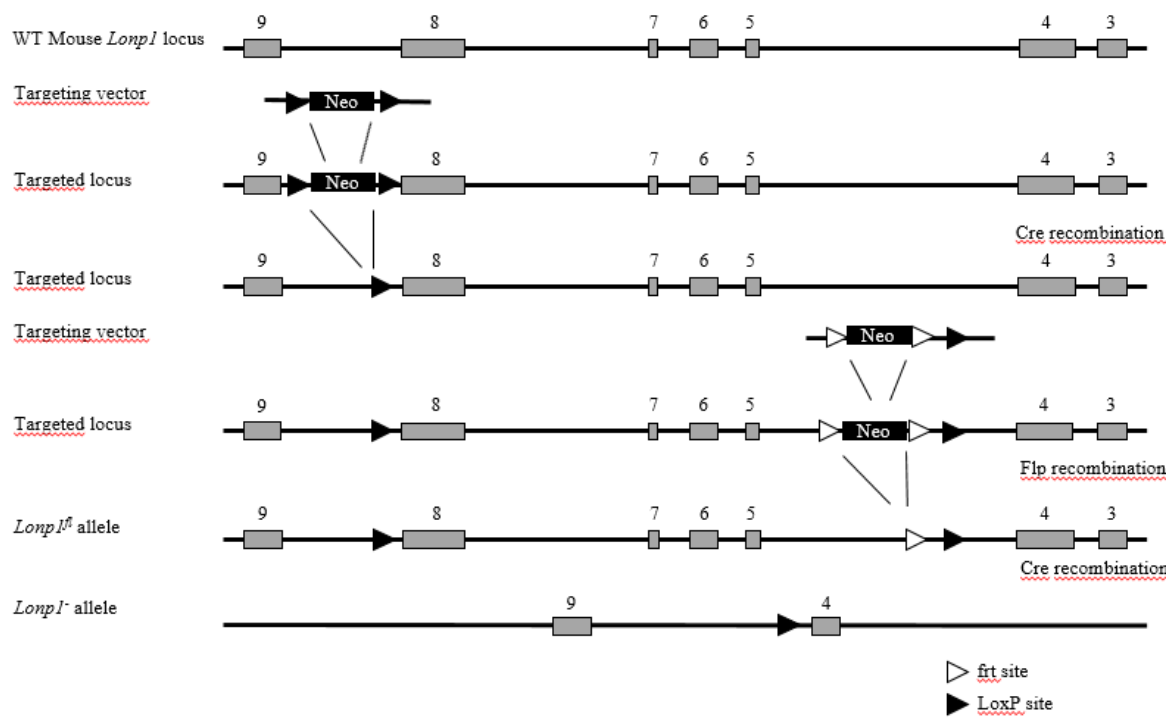 9 8 7 6 5 4 3
WT Mouse Lonp1 locus
Targeting vector
Neo
9 8 7 6 5 4 3
Targeted locus
Neo
Cre recombination
9 8 7 6 5 4 3
Targeted locus
Targeting vector
Neo
9 8 7 6 5 4 3
Targeted locus
Neo
Flp recombination
9 8 7 6 5 4 3
Lonp1fl allele
Cre recombination
9 4
Lonp1- allele
frt site
LoxP site